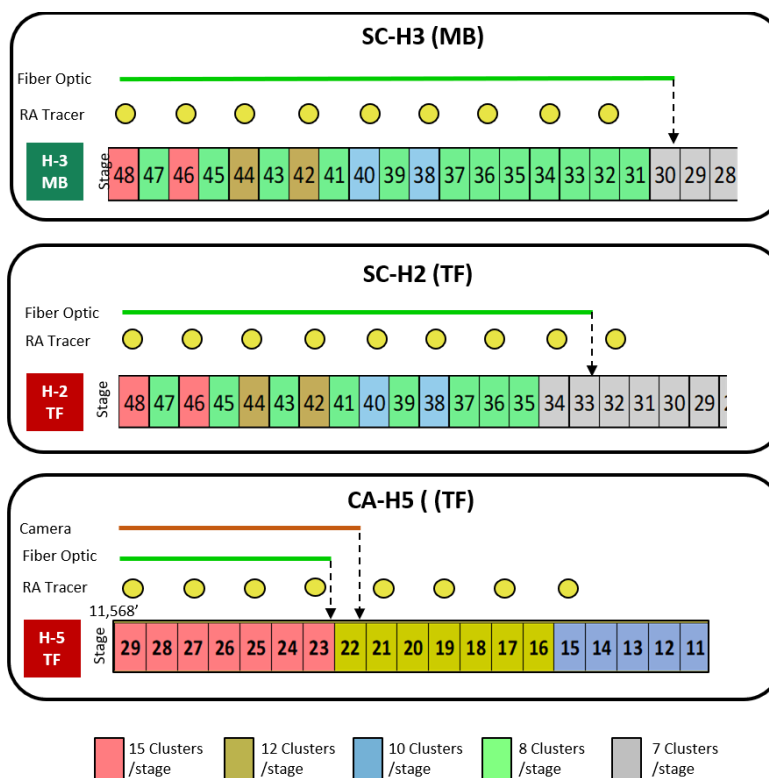 SC-H3 (MB)
Fiber Optic
RA Tracer
H-3
MB
Stage
48 47 46 45 44 43 42 41 40 39 38 37 36 35 34 33 32 31 30 29 28
SC-H2 (TF)
Fiber Optic
RA Tracer
H-2
TF
Stage
48 47 46 45 44 43 42 41 40 39 38 37 36 35 34 33 32 31 30 29
CA-H5 ( (TF)
Camera
Fiber Optic
RA Tracer
11,568’
H-5
TF
Stage
29 28 27 26 25 24 23 22 21 20 19 18 17 16 15 14 13 12 11
15 Clusters
/stage
12 Clusters
/stage
10 Clusters
/stage
8 Clusters
/stage
7 Clusters
/stage